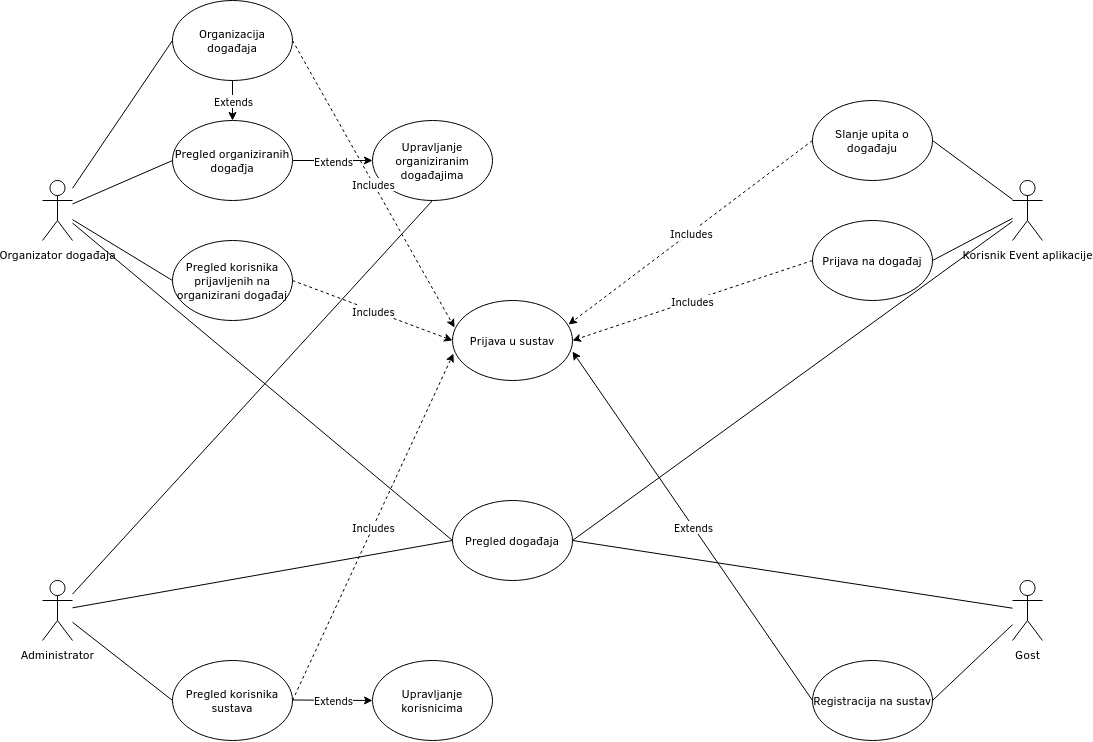 Organizacija
događaja
Extends
Pregled organiziranih
događja
Extends
Upravljanje
organiziranim
događajima
Includes
Slanje upita o
događaju
Includes
Organizator događaja
Korisnik Event aplikacije
Prijava na događaj
Pregled korisnika
prijavljenih na
organizirani događaj
Includes
Includes
Prijava u sustav
Includes
Extends
Pregled događaja
Administrator
Gost
Pregled korisnika
sustava
Extends
Upravljanje
korisnicima
Registracija na sustav